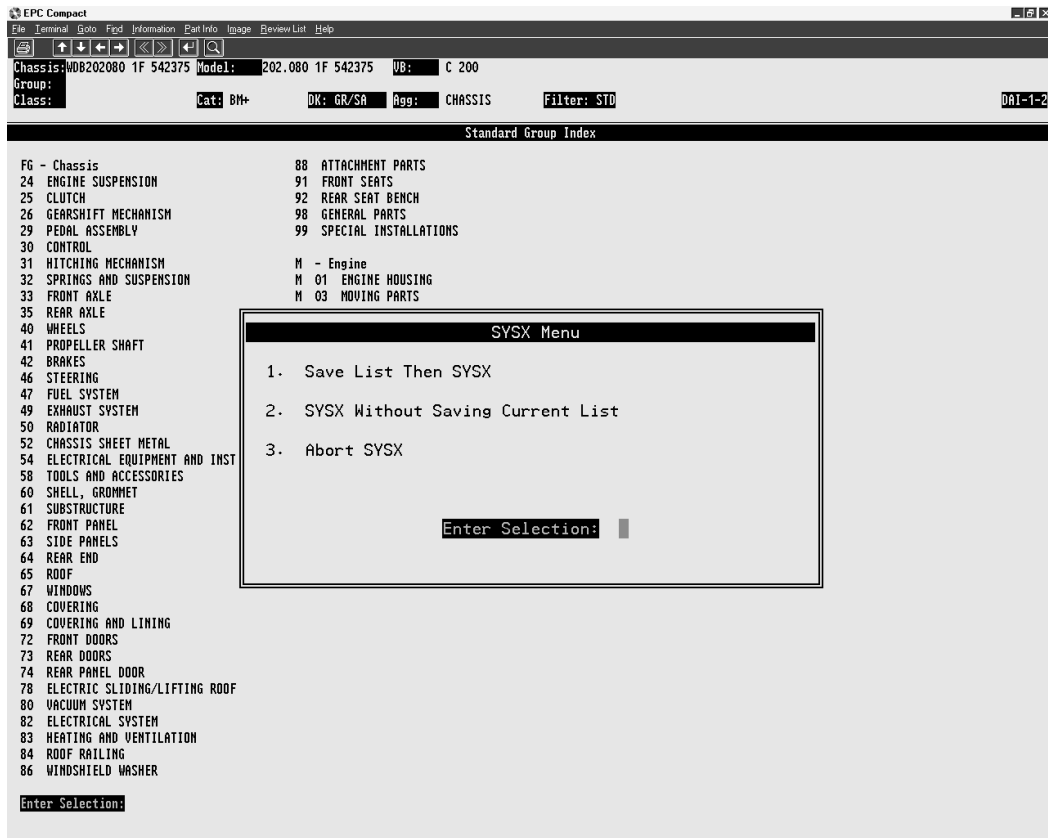 EPC Compact
File Terminal Goto Find Information Part Info Image Review List Help
Chassis: WDB202080 1F 542375 Model: 202.080 1F 542375 VB: C 200
Group:
Class: Cat: BM+ DK: GR/SA Agg: CHASSIS Filter: STD DAI-1-2
Standard Group Index
FG - Chassis
24 ENGINE SUSPENSION
25 CLUTCH
26 GEARSHIFT MECHANISM
29 PEDAL ASSEMBLY
30 CONTROL
31 HITCHING MECHANISM
32 SPRINGS AND SUSPENSION
33 FRONT AXLE
35 REAR AXLE
40 WHEELS
41 PROPELLER SHAFT
42 BRAKES
46 STEERING
47 FUEL SYSTEM
49 EXHAUST SYSTEM
50 RADIATOR
52 CHASSIS SHEET METAL
54 ELECTRICAL EQUIPMENT AND INST
58 TOOLS AND ACCESSORIES
60 SHELL, GROMMET
61 SUBSTRUCTURE
62 FRONT PANEL
63 SIDE PANELS
64 REAR END
65 ROOF
67 WINDOWS
68 COVERING
69 COVERING AND LINING
72 FRONT DOORS
73 REAR DOORS
74 REAR PANEL DOOR
78 ELECTRIC SLIDING/LIFTING ROOF
80 VACUUM SYSTEM
82 ELECTRICAL SYSTEM
83 HEATING AND VENTILATION
84 ROOF RAILING
86 WINDSHIELD WASHER
88 ATTACHMENT PARTS
91 FRONT SEATS
92 REAR SEAT BENCH
98 GENERAL PARTS
99 SPECIAL INSTALLATIONS
M - Engine
M 01 ENGINE HOUSING
M 03 MOVING PARTS
SYSX Menu
1. Save List Then SYSX
2. SYSX Without Saving Current List
3. Abort SYSX
Enter Selection:
Enter Selection: